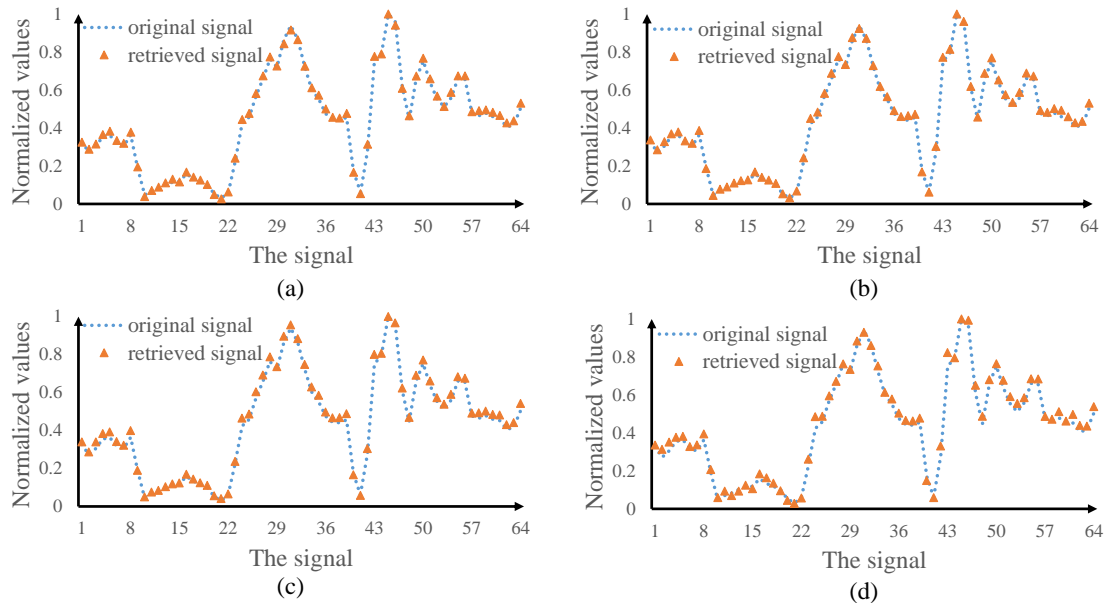 Normalized values
1
0.8
0.6
0.4
0.2
0
original signal
retrieved signal
1 8 15 22 29 36 43 50 57 64
The signal
(a)
Normalized values
1
0.8
0.6
0.4
0.2
0
original signal
retrieved signal
1 8 15 22 29 36 43 50 57 64
The signal
(b)
Normalized values
1
0.8
0.6
0.4
0.2
0
original signal
retrieved signal
1 8 15 22 29 36 43 50 57 64
The signal
(c)
Normalized values
1
0.8
0.6
0.4
0.2
0
original signal
retrieved signal
1 8 15 22 29 36 43 50 57 64
The signal
(d)